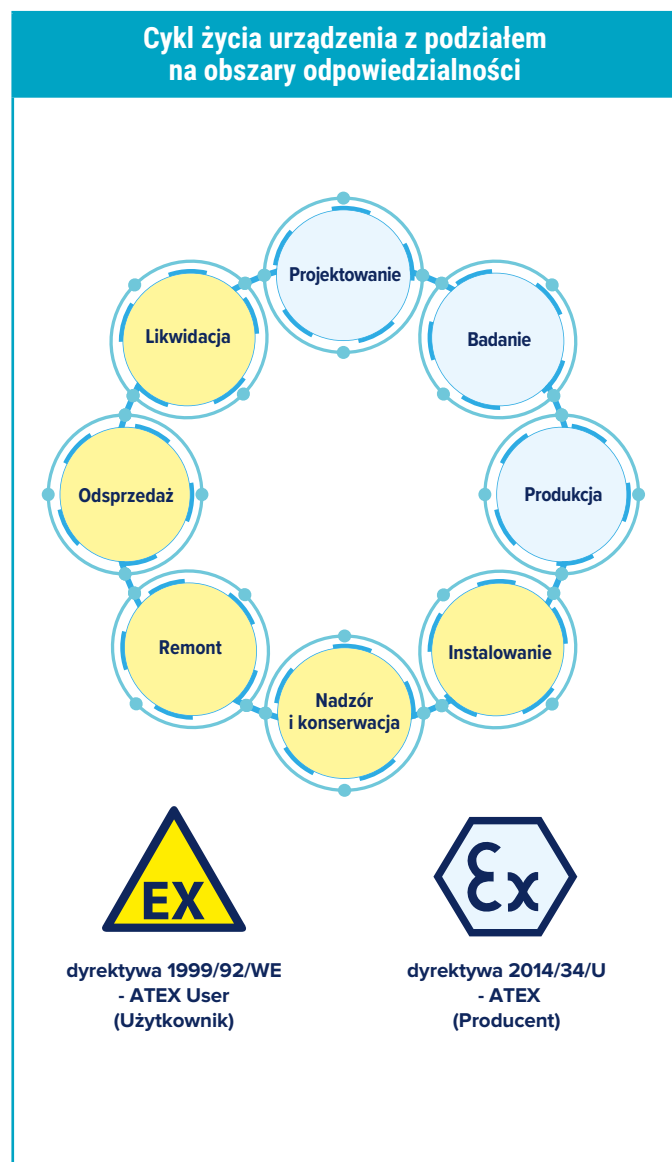 Cykl życia urządzenia z podziałem
na obszary odpowiedzialności
Projektowanie
Likwidacja
Badanie
Odsprzedaż
Produkcja
Remont
Instalowanie
Nadzór
i konserwacja
EX
Ex
dyrektywa 1999/92/WE
- ATEX User
(Użytkownik)
dyrektywa 2014/34/U
- ATEX
(Producent)